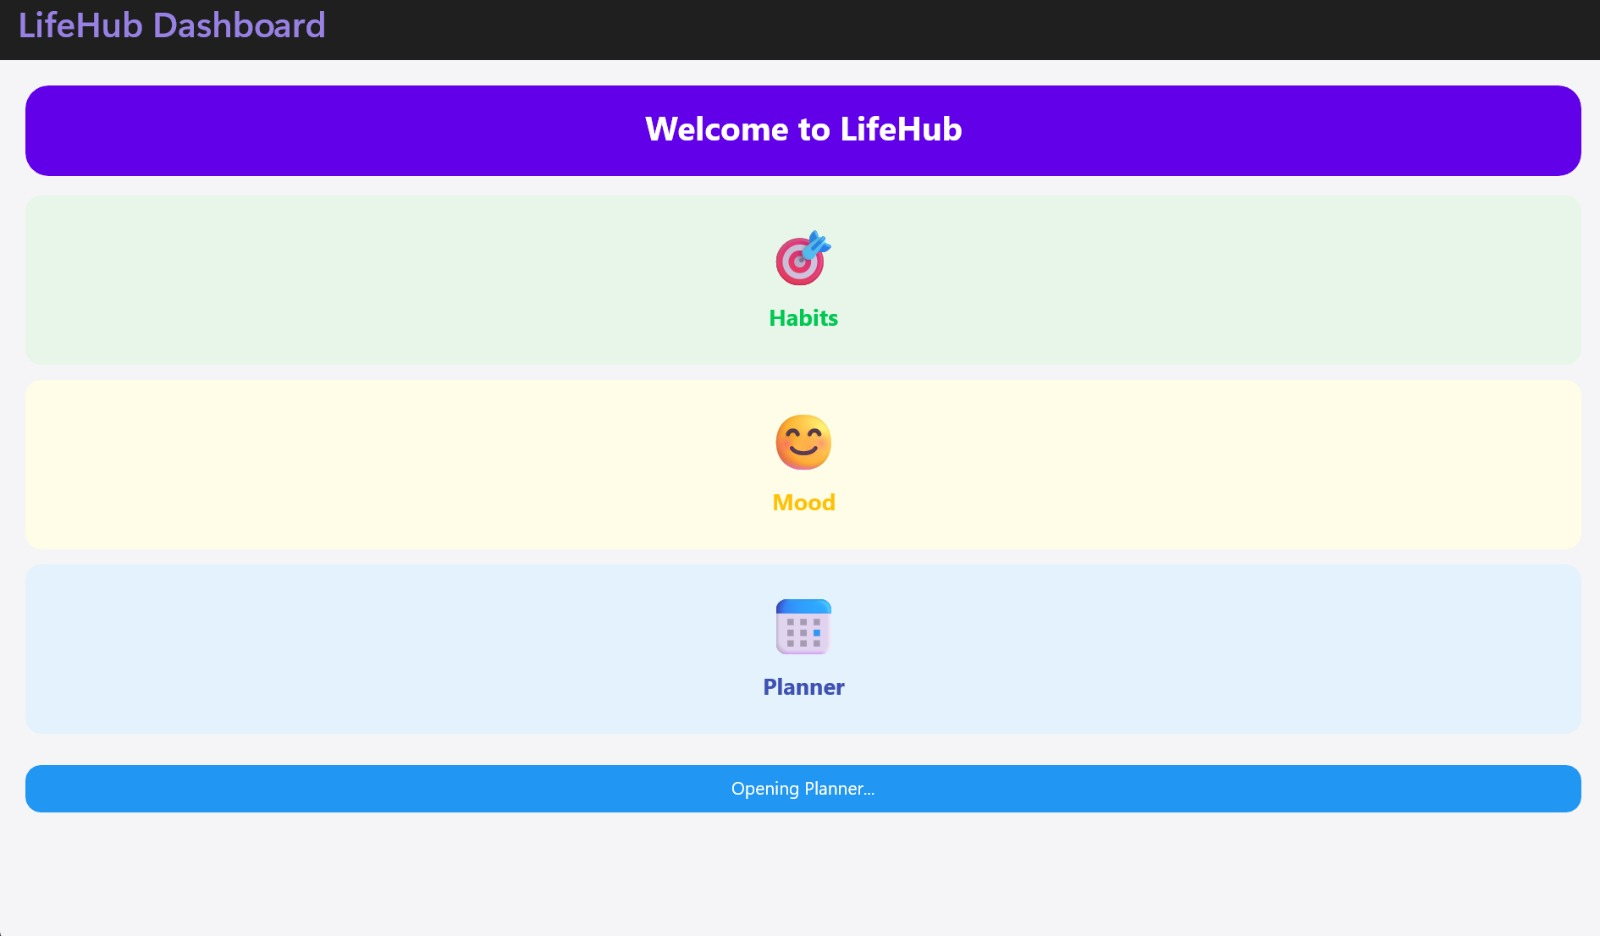 LifeHub Dashboard
Welcome to LifeHub
Habits
Mood
Planner
Opening Planner...